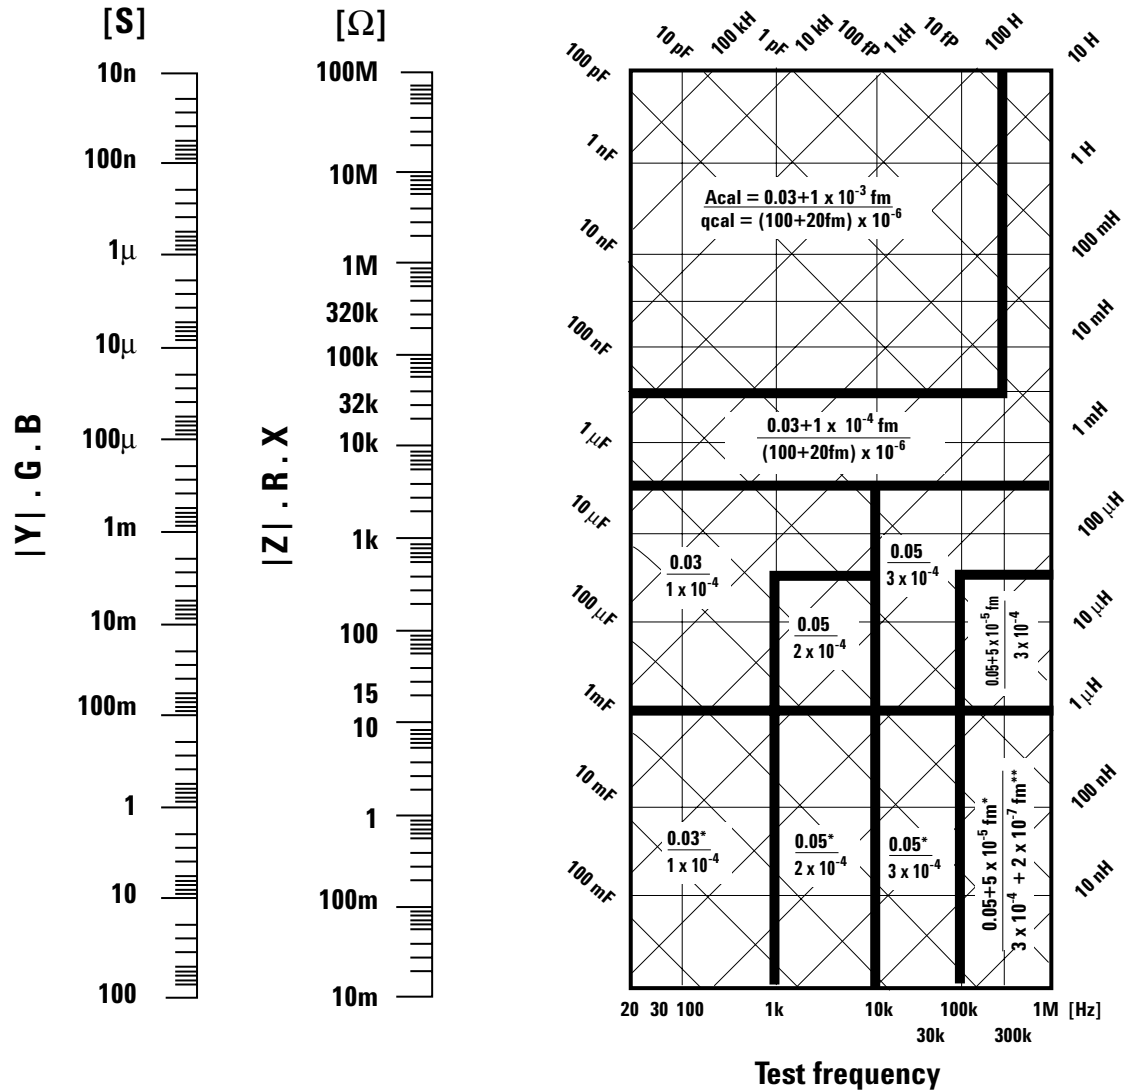 [S]
[Ω]
10n
100n
1μ
10μ
100μ
1m
10m
100m
1
10
100
|Y| . G . B
100M
10M
1M
320k
100k
32k
10k
1k
100
15
10
1
100m
10m
|Z| . R . X
10 pF
100 kH
1 pF
10 kH
100 fP
1 kH
10 fP
100 H
10 H
100 pF
1 nF
10 nF
100 nF
1 μF
10 μF
100 μF
1mF
10 mF
100 mF
1 H
100 mH
10 mH
1 mH
100 μH
10 μH
1 μH
100 nH
10 nH
Acal = 0.03+1 x 10-3 fm
qcal = (100+20fm) x 10-6
0.03+1 x 10-4 fm
(100+20fm) x 10-6
0.03
1 x 10-4
0.05
2 x 10-4
0.05
3 x 10-4
0.05+5 x 10-5 fm
3 x 10-4
0.03*
1 x 10-4
0.05*
2 x 10-4
0.05*
3 x 10-4
0.05+5 x 10-5 fm*
3 x 10-4 + 2 x 10-7 fm**
20 30 100 1k 10k 100k 1M [Hz]
30k 300k
Test frequency